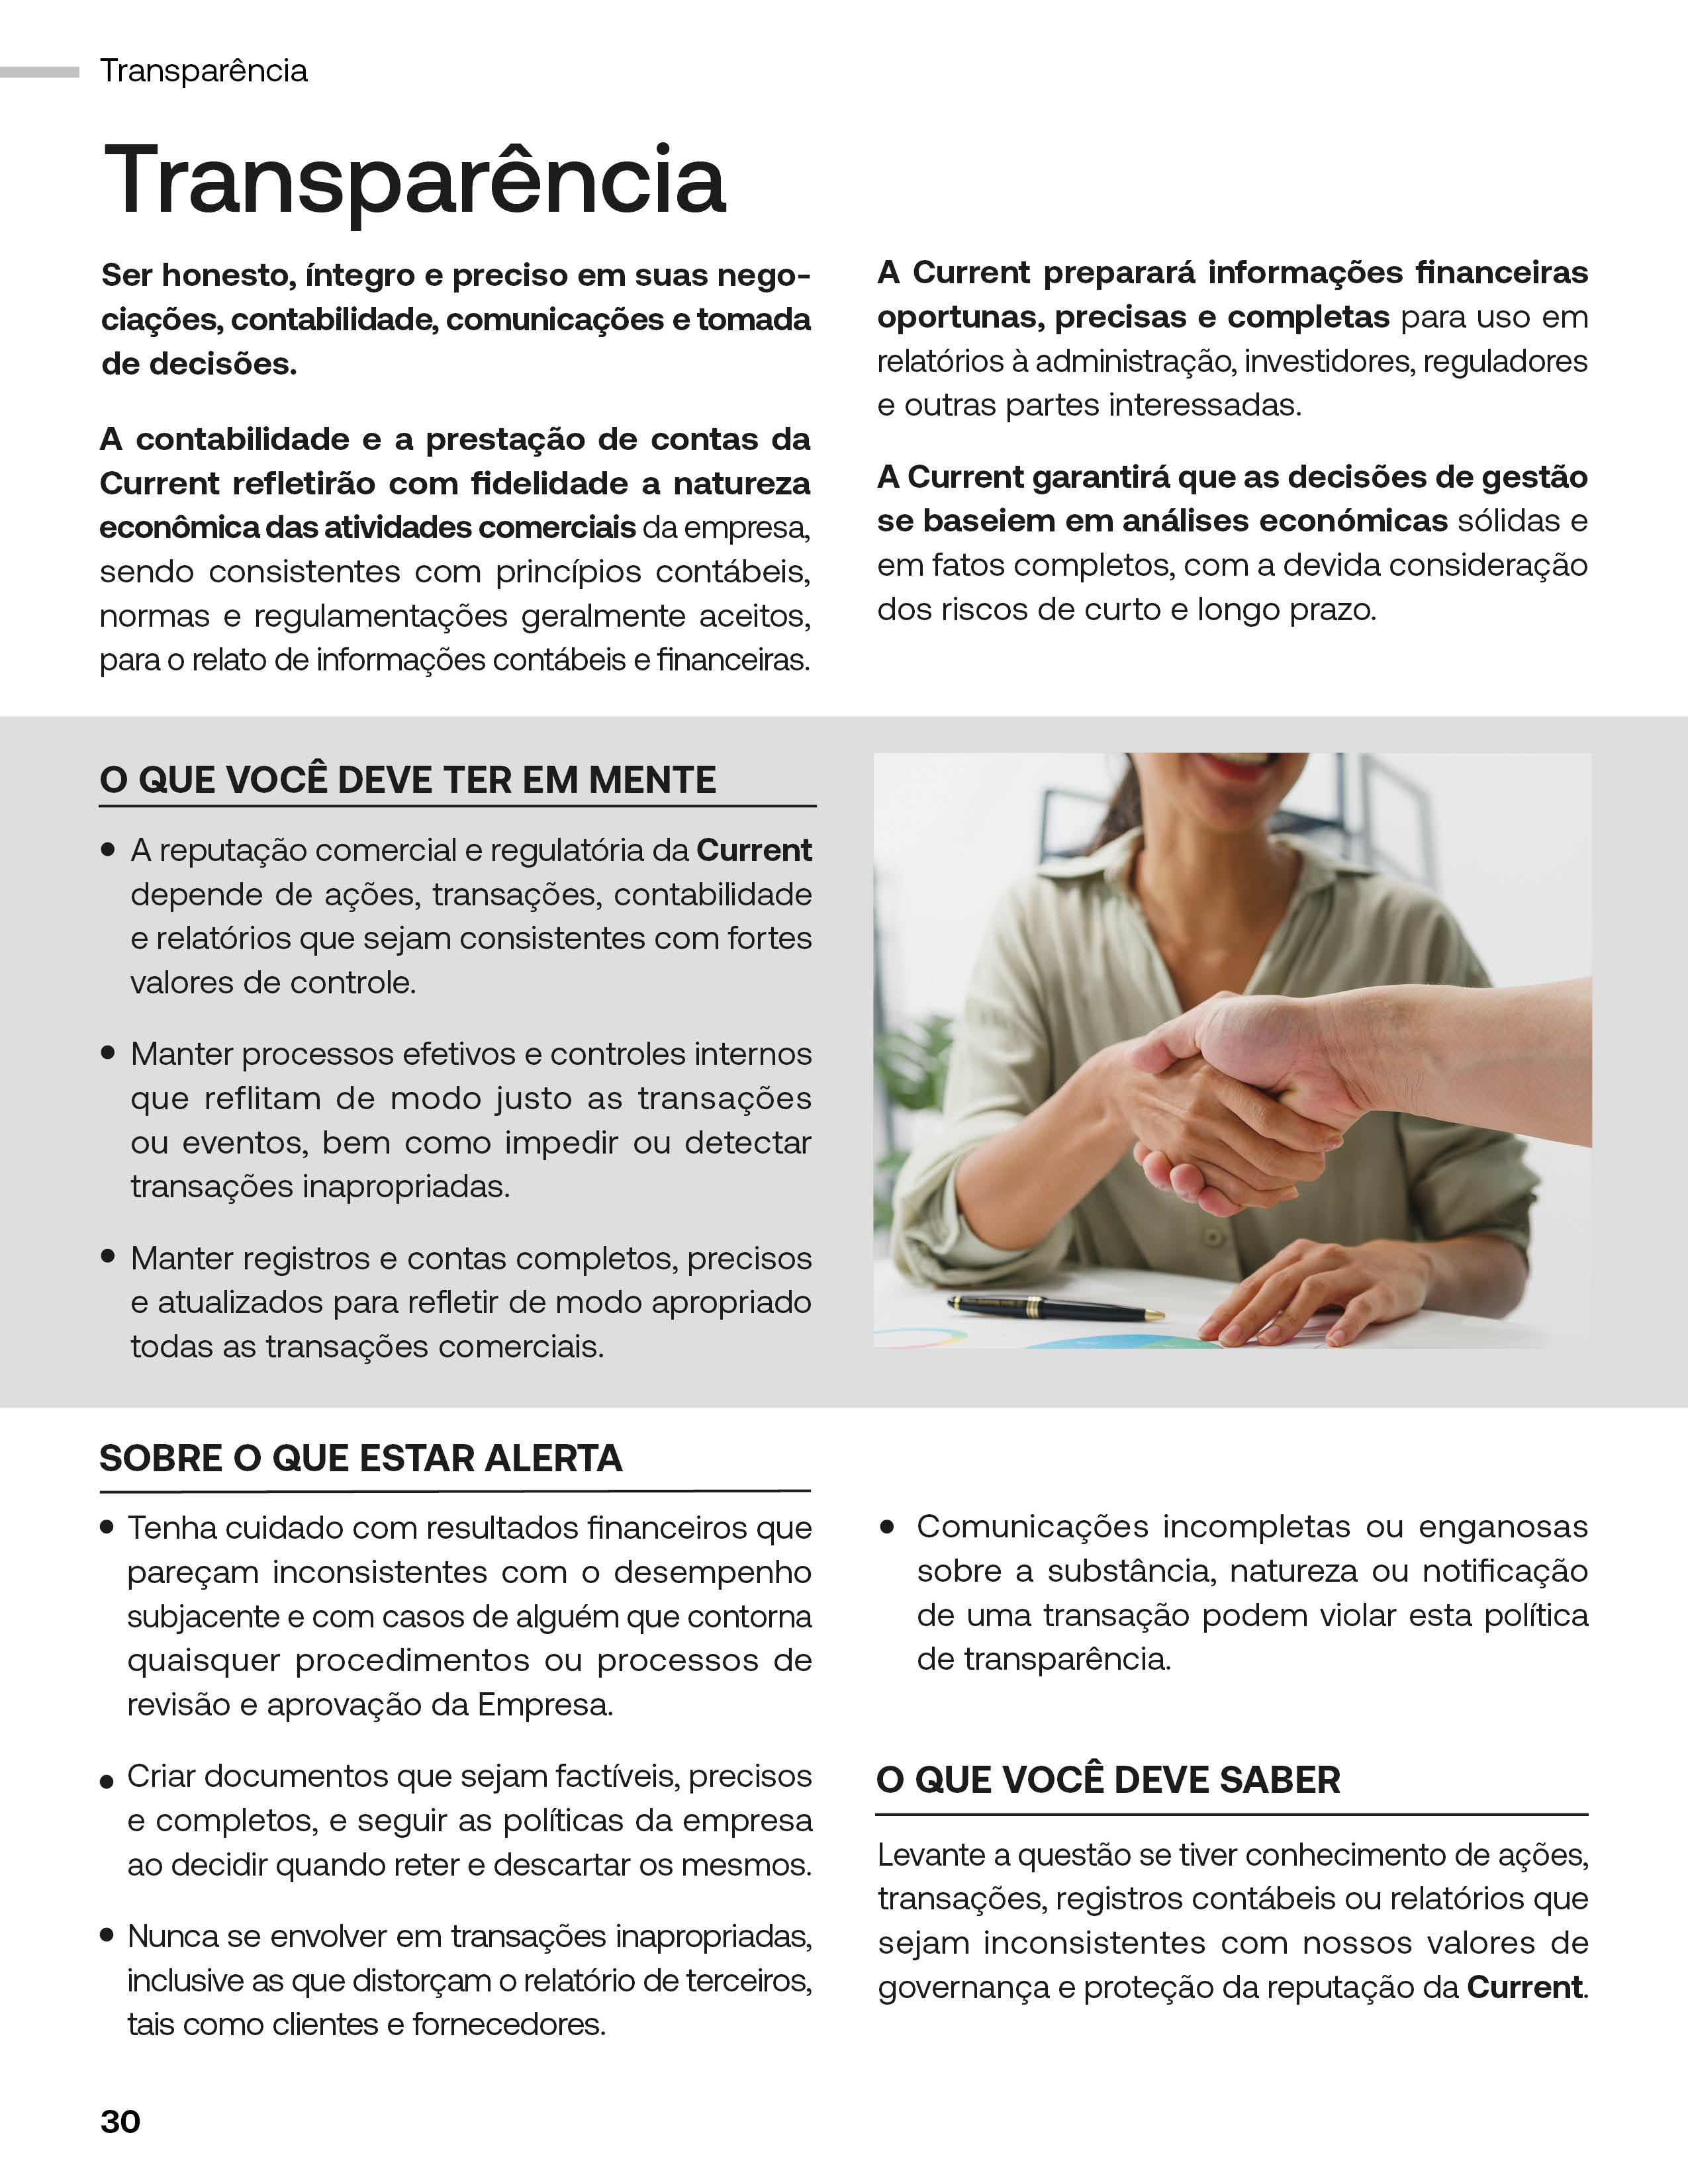 Transparência
Transparência
Ser honesto, íntegro e preciso em suas nego-
ciações, contabilidade, comunicações e tomada
de decisões.
A contabilidade e a prestação de contas da
Current refletirão com fidelidade a natureza
econômica das atividades comerciais da empresa,
sendo consistentes com princípios contábeis,
normas e regulamentações geralmente aceitos,
para o relato de informações contábeis e financeiras.
A Current preparará informações financeiras
oportunas, precisas e completas para uso em
relatórios à administração, investidores, reguladores
e outras partes interessadas.
A Current garantirá que as decisões de gestão
se baseiem em análises económicas sólidas e
em fatos completos, com a devida consideração
dos riscos de curto e longo prazo.
O QUE VOCÊ DEVE TER EM MENTE
• A reputação comercial e regulatória da Current
depende de ações, transações, contabilidade
e relatórios que sejam consistentes com fortes
valores de controle.
• Manter processos efetivos e controles internos
que reflitam de modo justo as transações
ou eventos, bem como impedir ou detectar
transações inapropriadas.
• Manter registros e contas completos, precisos
e atualizados para refletir de modo apropriado
todas as transações comerciais.
SOBRE O QUE ESTAR ALERTA
• Tenha cuidado com resultados financeiros que
pareçam inconsistentes com o desempenho
subjacente e com casos de alguém que contorna
quaisquer procedimentos ou processos de
revisão e aprovação da Empresa.
• Criar documentos que sejam factíveis, precisos
e completos, e seguir as políticas da empresa
ao decidir quando reter e descartar os mesmos.
• Nunca se envolver em transações inapropriadas,
inclusive as que distorçam o relatório de terceiros,
tais como clientes e fornecedores.
• Comunicações incompletas ou enganosas
sobre a substância, natureza ou notificação
de uma transação podem violar esta política
de transparência.
O QUE VOCÊ DEVE SABER
Levante a questão se tiver conhecimento de ações,
transações, registros contábeis ou relatórios que
sejam inconsistentes com nossos valores de
governança e proteção da reputação da Current.
30